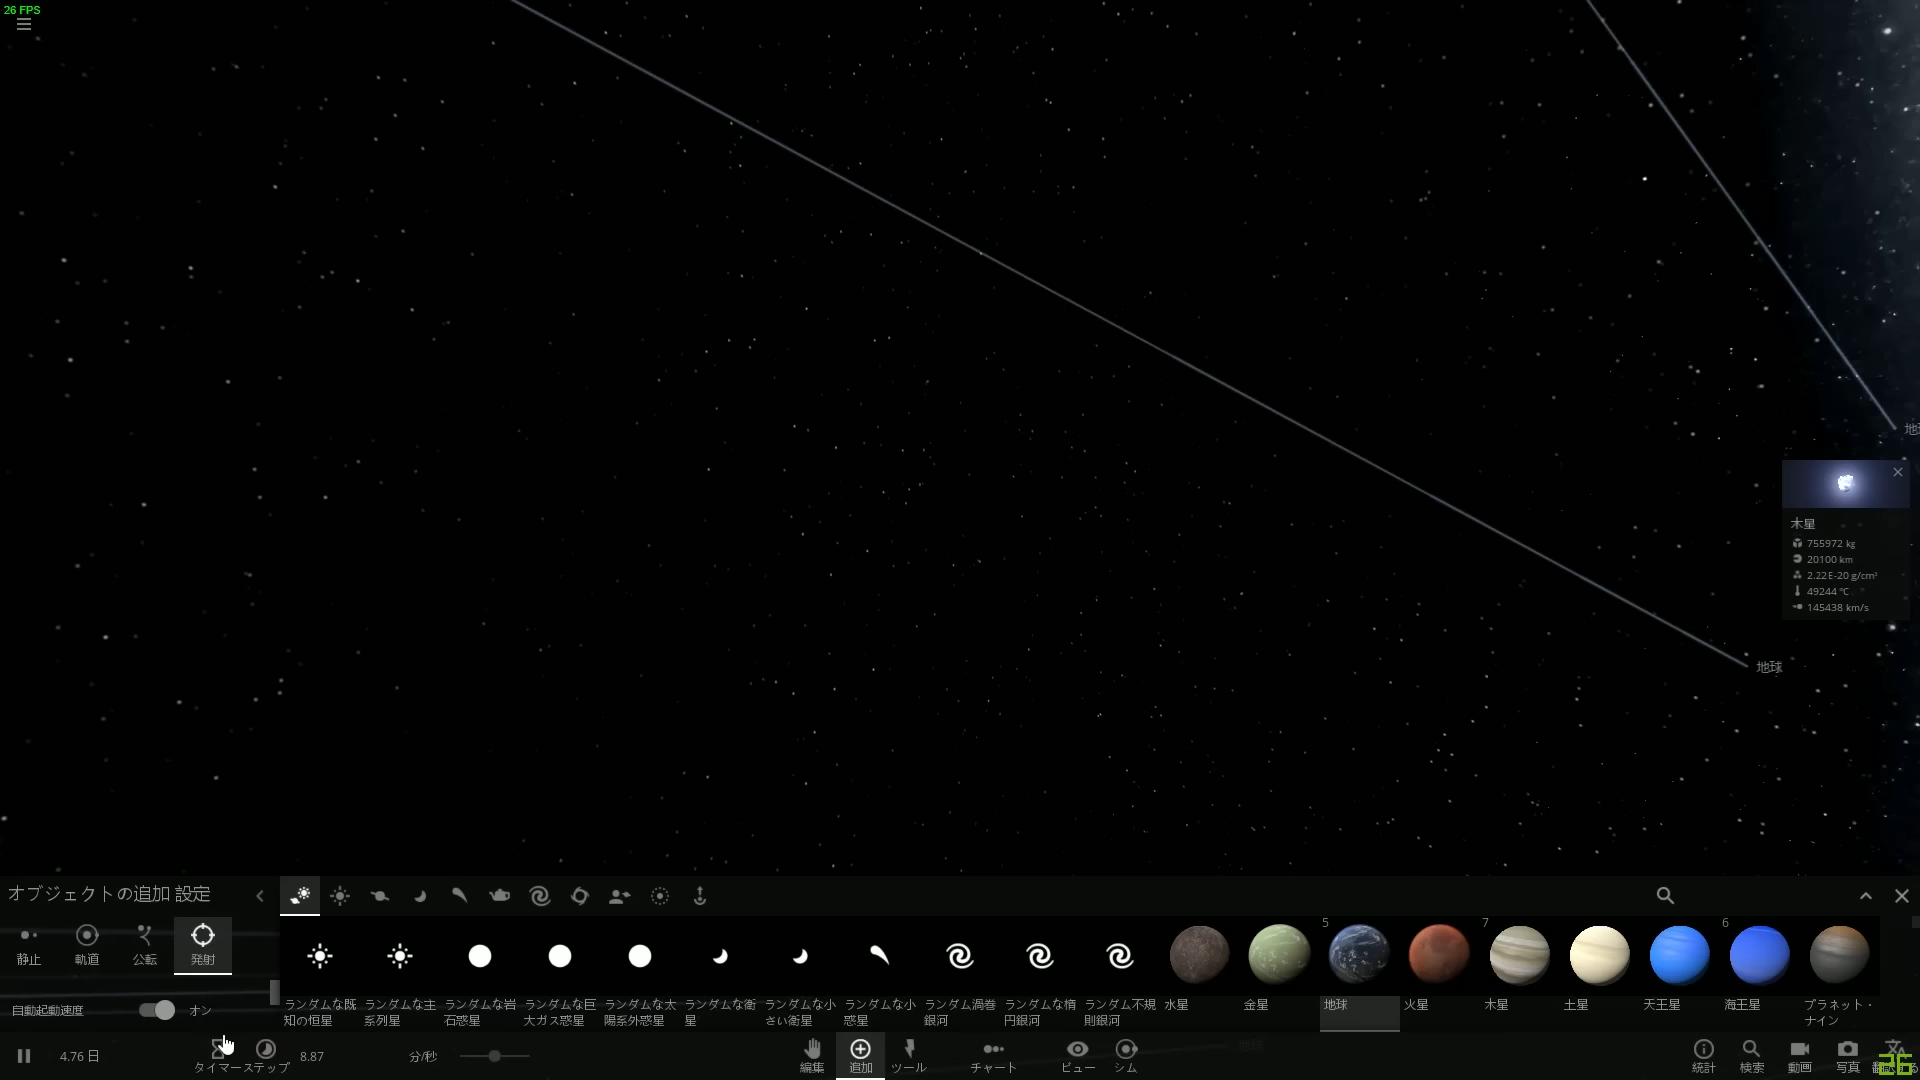 26 FPS
地
木星
755972 kg
20100 km
2.22E-20 g/cm³
49244 °C
145438 km/s
地球
オブジェクトの追加 設定
静止
軌道
公転
発射
自動起動速度
オン
ランダムな既知の恒星
ランダムな主系列星
ランダムな岩石惑星
ランダムな巨大ガス惑星
ランダムな太陽系外惑星
ランダムな衛星
ランダムな小さい衛星
ランダムな小惑星
ランダム渦巻銀河
ランダムな楕円銀河
ランダム不規則銀河
水星
金星
5
地球
火星
7
木星
土星
天王星
6
海王星
プラネット・ナイン
4.76 日
タイマーステップ
8.87
分/秒
編集
追加
ツール
チャート
ビュー
シム
地球
統計
検索
動画
写真
26